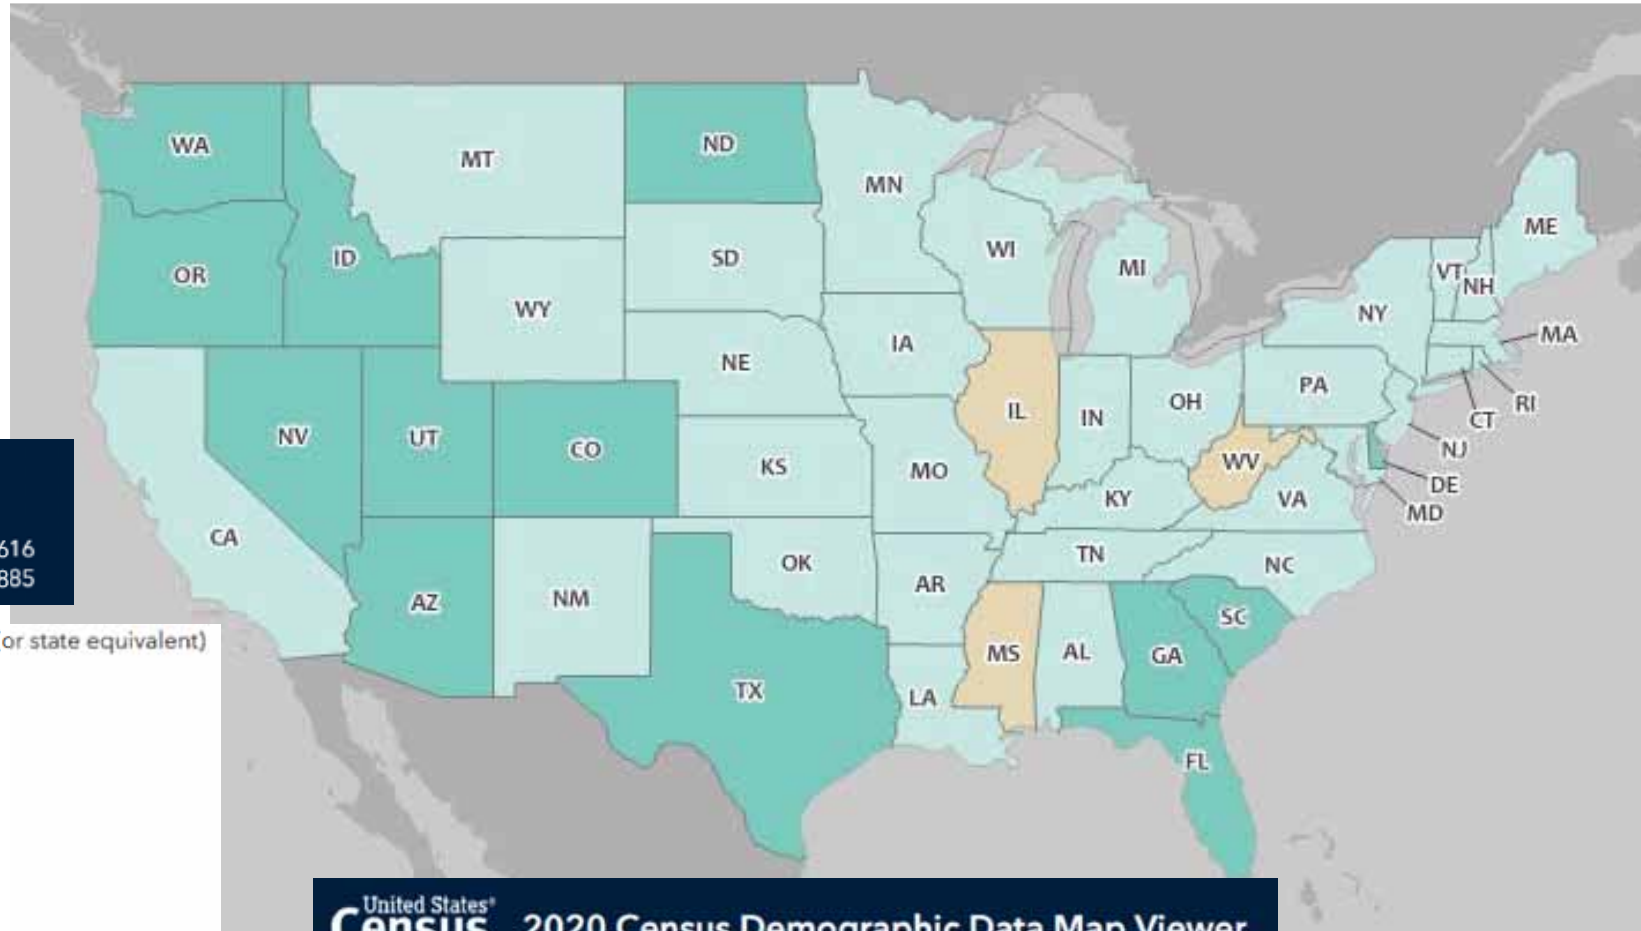 WA
MT
ND
MN
ME
OR
ID
SD
WI
MI
VT
NH
WY
NY
MA
IA
NE
PA
RI
IL
IN
OH
CT
NV
UT
CO
NJ
KS
MO
WV
DE
KY
VA
MD
CA
OK
TN
NC
616
885
AZ
NM
AR
SC
or state equivalent)
MS
AL
GA
TX
LA
FL
United States®
Census 2020 Census Demographic Data Map Viewer